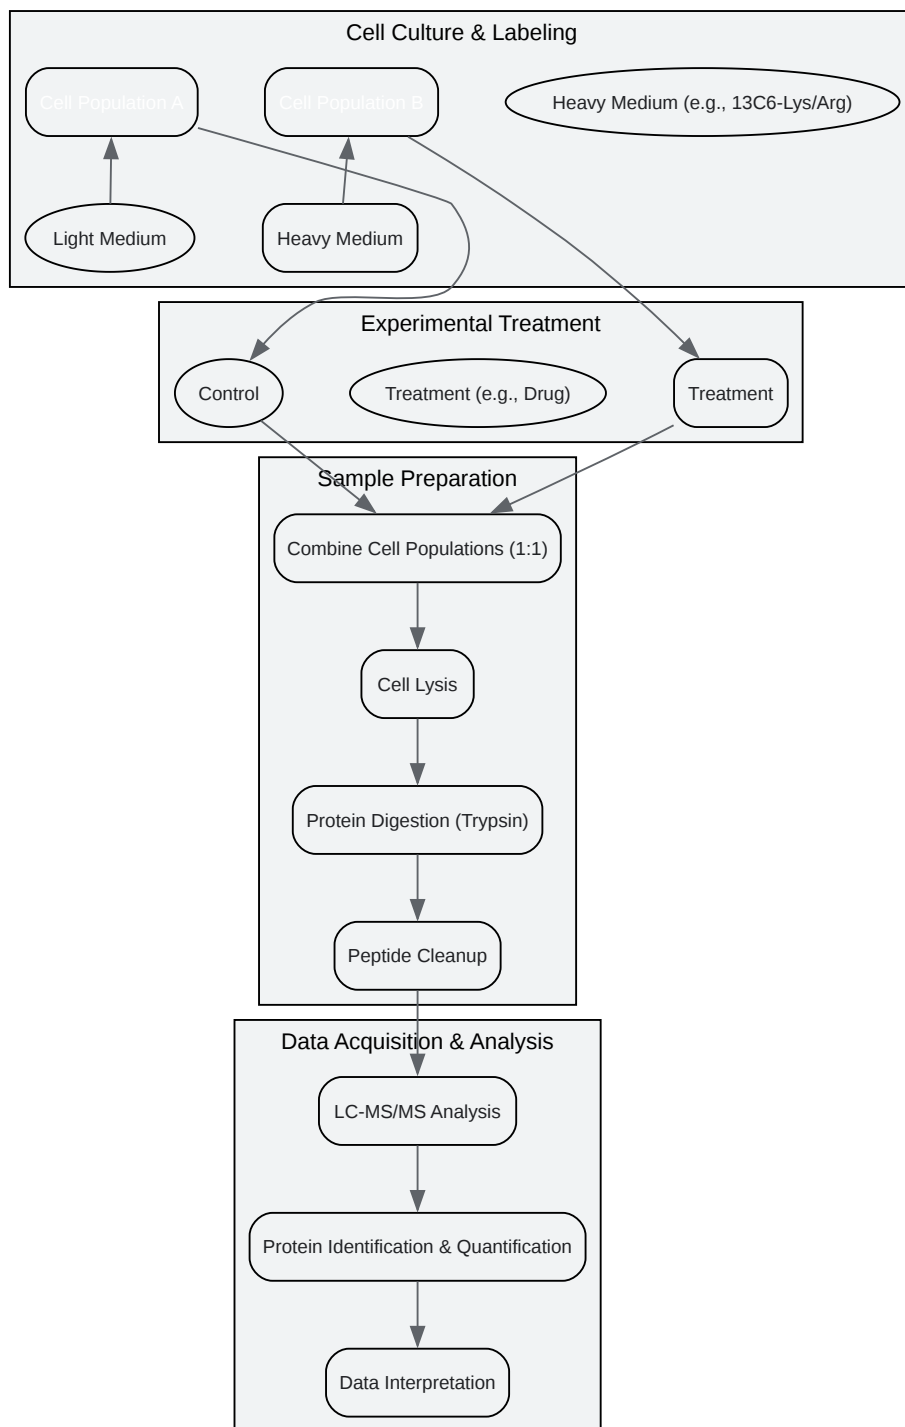 Cell Culture & Labeling
Cell Population A
Cell Population B
Heavy Medium (e.g., 13C6-Lys/Arg)
Light Medium
Heavy Medium
Experimental Treatment
Control
Treatment (e.g., Drug)
Treatment
Sample Preparation
Combine Cell Populations (1:1)
Cell Lysis
Protein Digestion (Trypsin)
Peptide Cleanup
Data Acquisition & Analysis
LC-MS/MS Analysis
Protein Identification & Quantification
Data Interpretation